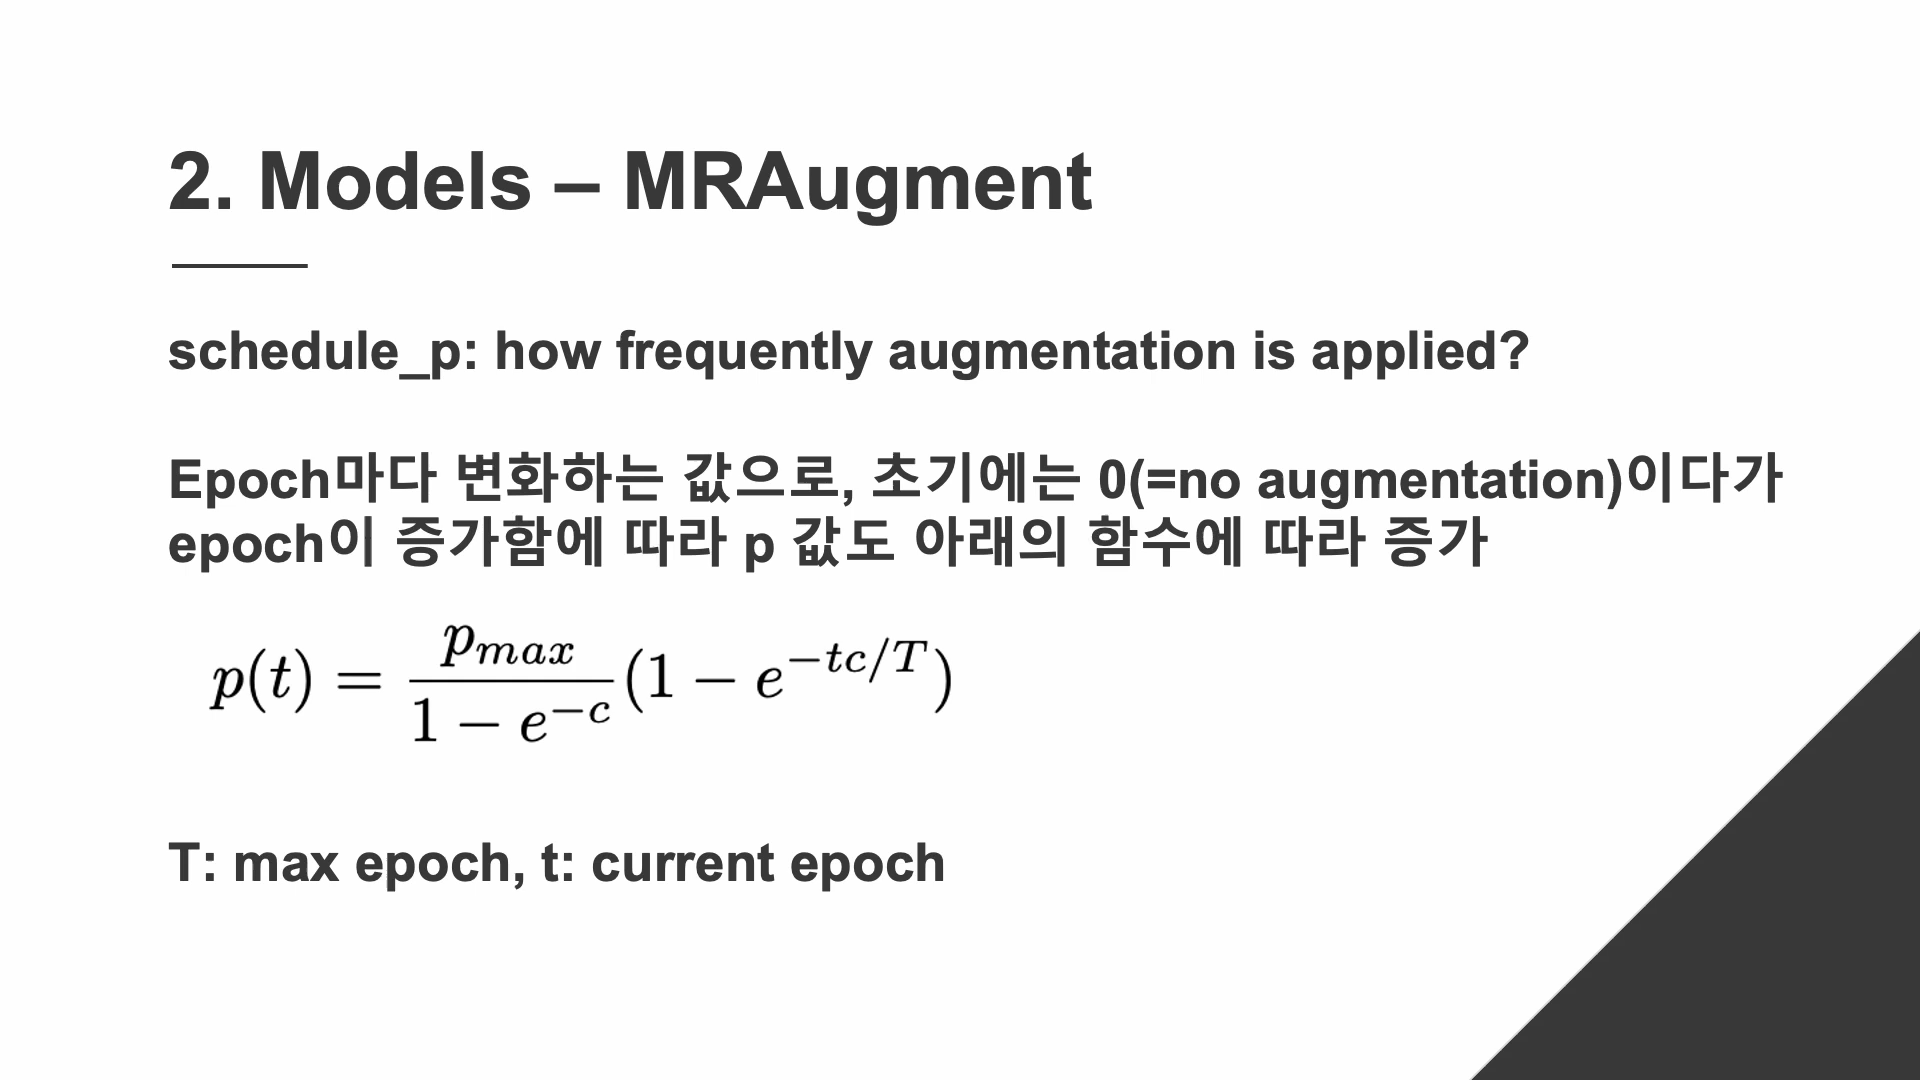 2. Models – MRAugment
schedule_p: how frequently augmentation is applied?
Epoch마다 변화하는 값으로, 초기에는 0(=no augmentation)이다가
epoch이 증가함에 따라 p 값도 아래의 함수에 따라 증가
p(t) = \frac{p_{max}}{1 - e^{-c}}(1 - e^{-tc/T})
T: max epoch, t: current epoch